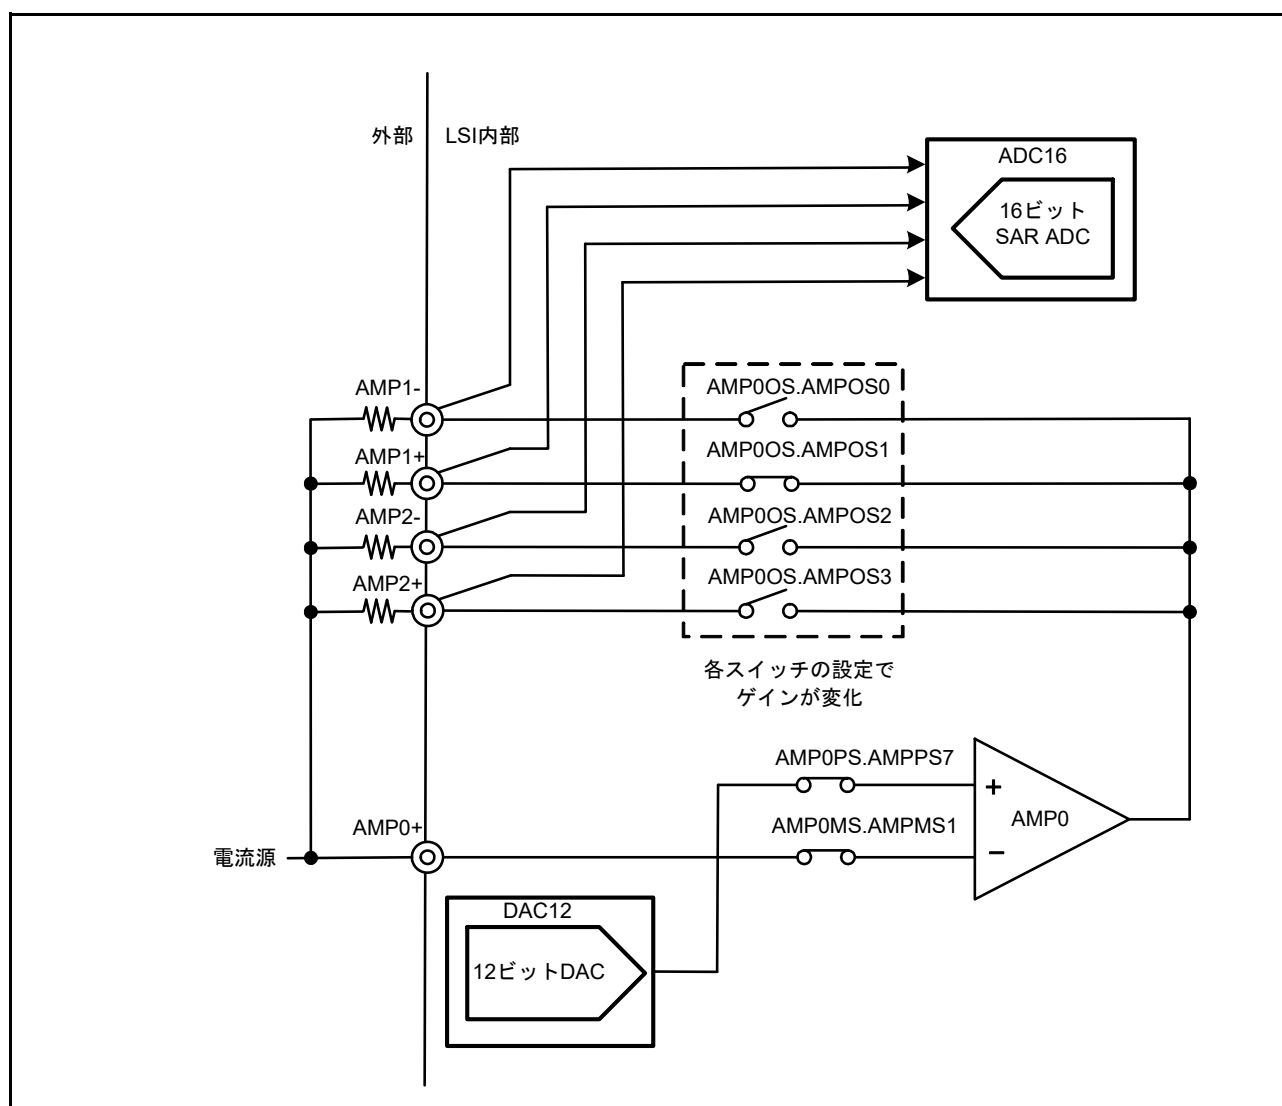 外部
LSI内部
ADC16
16ビット
SAR ADC
AMP1-
AMP0OS.AMPOS0
AMP1+
AMP0OS.AMPOS1
AMP2-
AMP0OS.AMPOS2
AMP2+
AMP0OS.AMPOS3
各スイッチの設定で
ゲインが変化
AMP0PS.AMPPS7
+
AMP0
AMP0+
AMP0MS.AMPMS1
−
電流源
DAC12
12ビットDAC